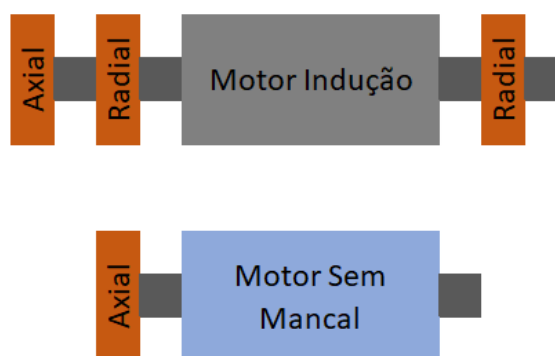 Axial
Radial
Motor Indução
Radial
Axial
Motor Sem
Mancal